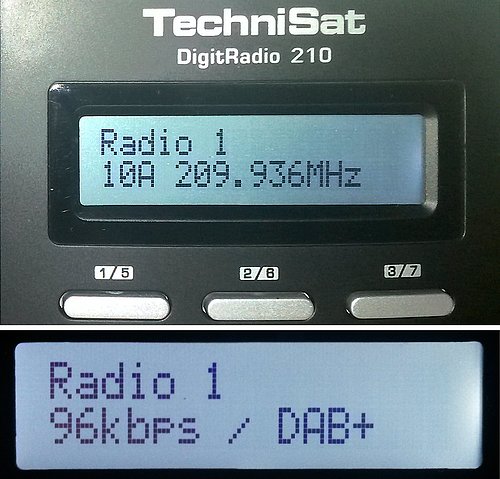 TechniSat
DigitRadio 210
Radio 1
10A 209.936MHz
1/5
2/6
3/7
Radio 1
96kbps / DAB+